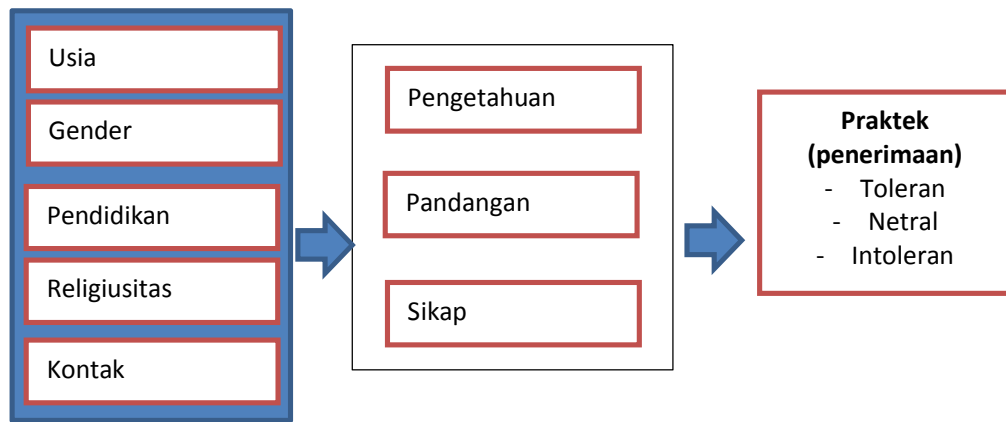 Usia
Gender
Pendidikan
Religiusitas
Kontak
Pengetahuan
Pandangan
Sikap
Praktek
(penerimaan)
- Toleran
- Netral
- Intoleran